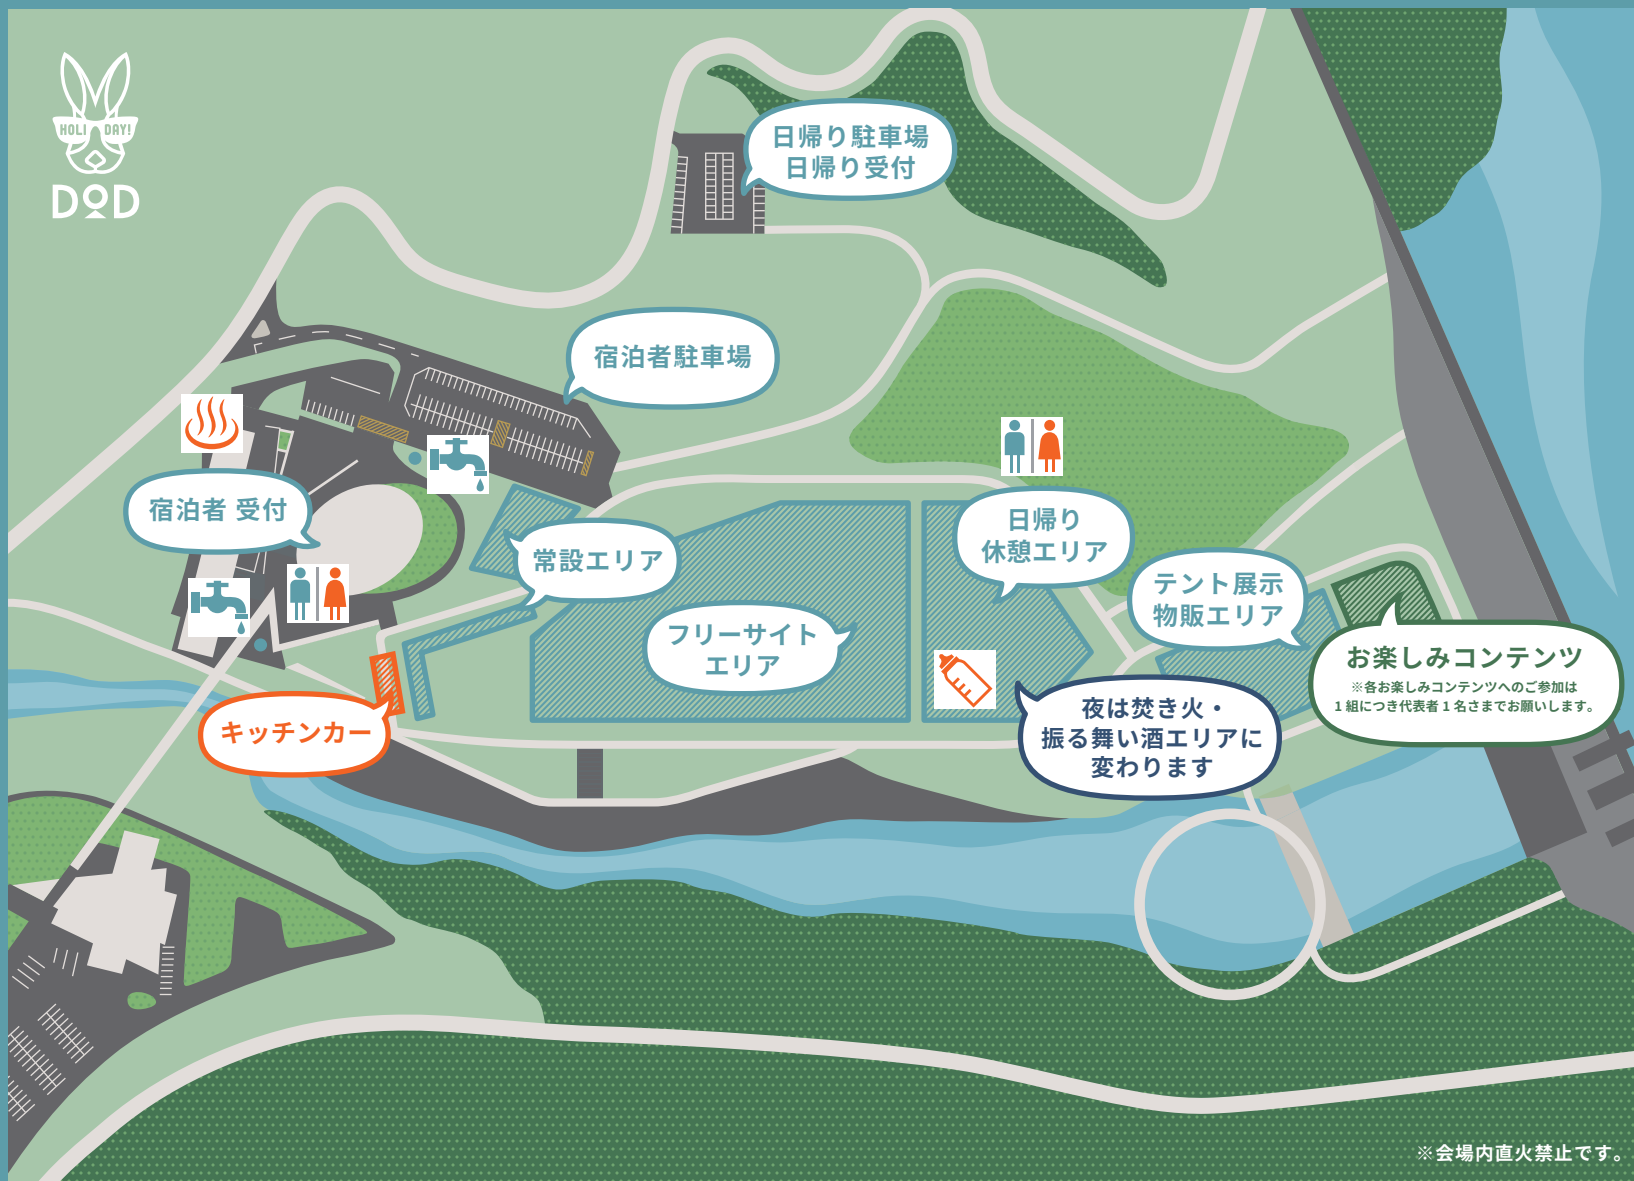 HOLI DAY!
DOD
日帰り駐車場
日帰り受付
宿泊者駐車場
宿泊者 受付
常設エリア
日帰り
休憩エリア
テント展示
物販エリア
フリーサイト
エリア
お楽しみコンテンツ
※各お楽しみコンテンツへのご参加は
1 組につき代表者 1 名さまでお願いします。
キッチンカー
夜は焚き火・
振る舞い酒エリアに
変わります
※会場内直火禁止です。